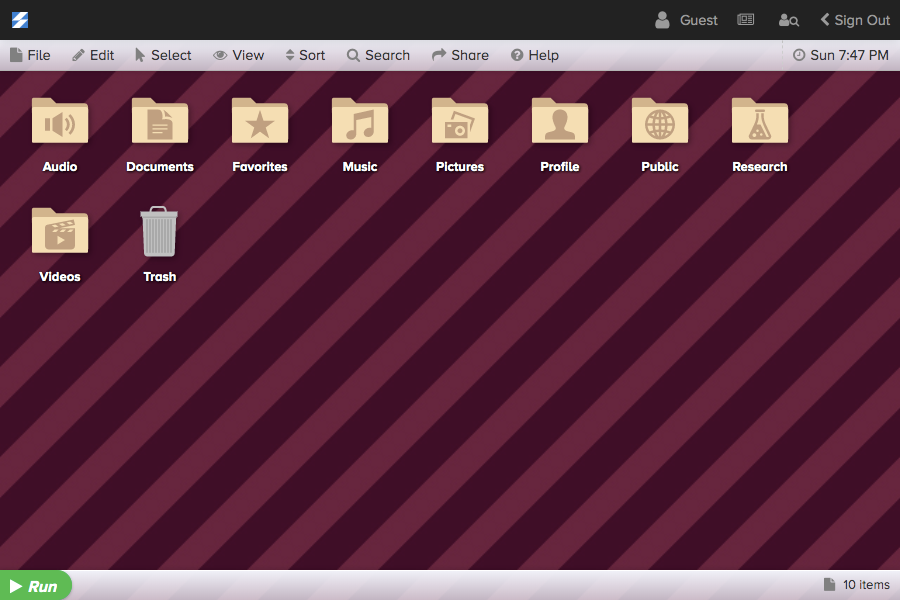 Guest Sign Out
File Edit Select View Sort Search Share Help Sun 7:47 PM
Audio Documents Favorites Music Pictures Profile Public Research
Videos Trash
Run 10 items